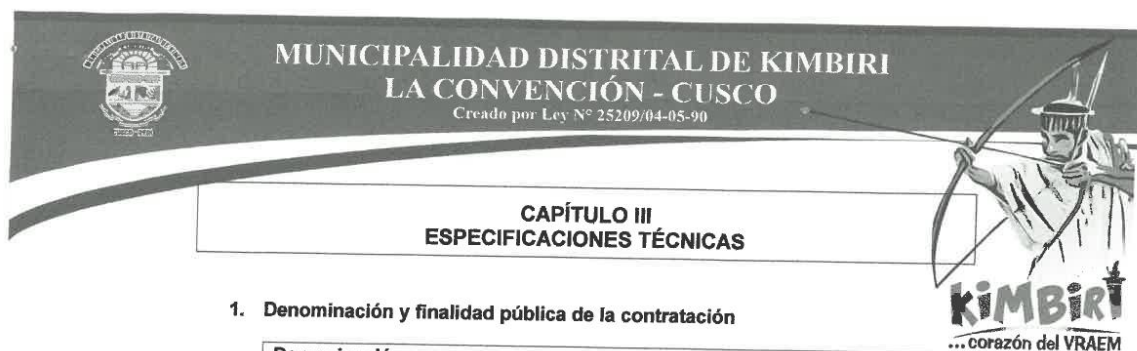 MUNICIPALIDAD DISTRITAL DE KIMBIRI
LA CONVENCIÓN - CUSCO
Creado por Ley Nº 25209/04-05-90
CAPÍTULO III
ESPECIFICACIONES TÉCNICAS
KiMBiRi
...corazón del VRAEM
1. Denominación y finalidad pública de la contratación